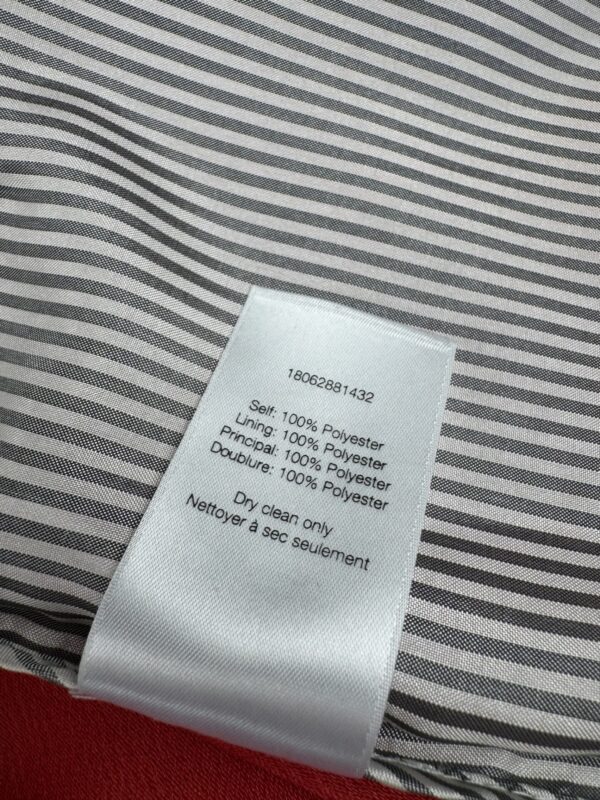 18062881432
Self: 100% Polyester
Lining: 100% Polyester
Principal: 100% Polyester
Doublure: 100% Polyester
Dry clean only
Nettoyer à sec seulement